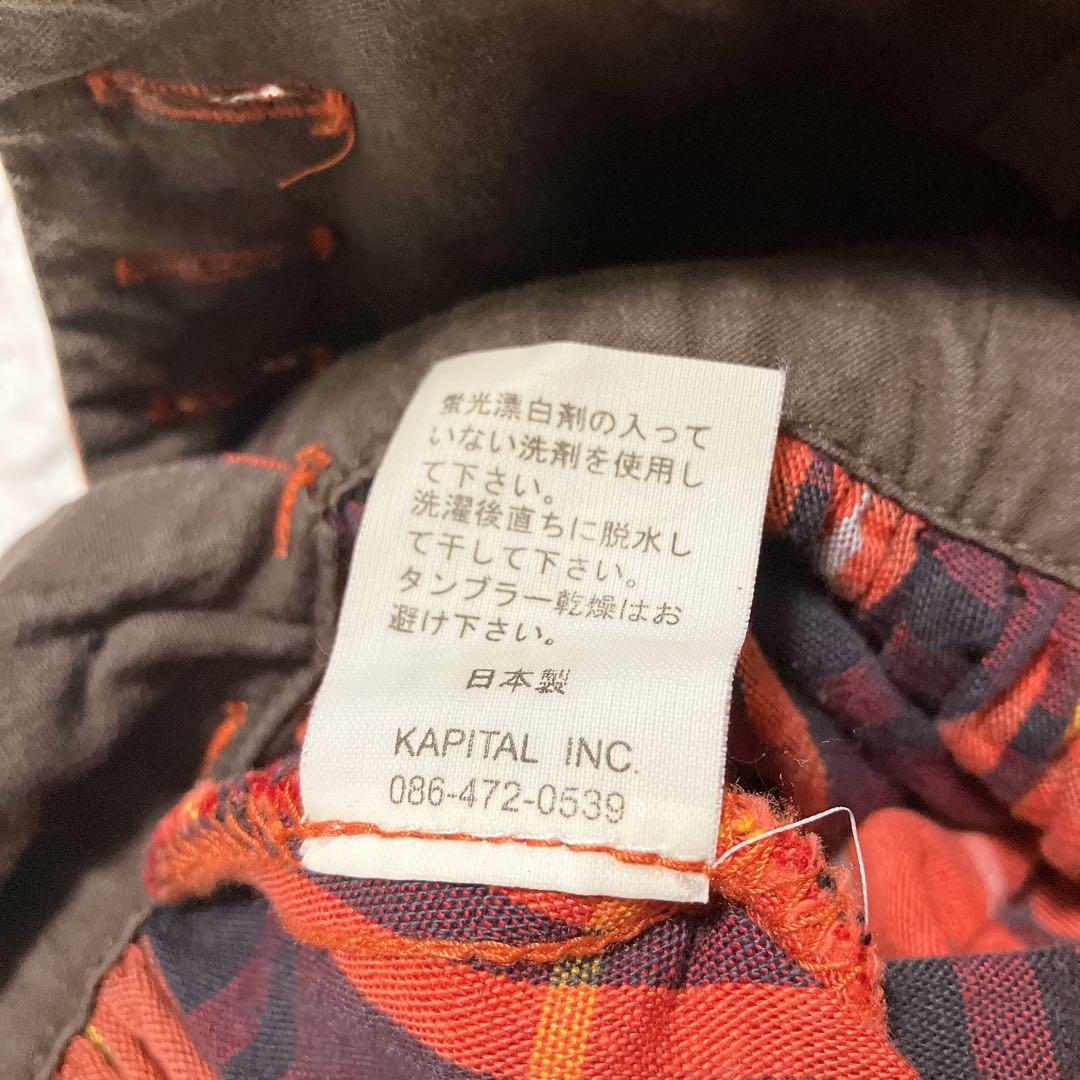 蛍光漂白剤の入って
いない洗剤を使用し
て下さい。
洗濯後直ちに脱水し
て干して下さい。
タンブラー乾燥はお
避け下さい。
日本製
KAPITAL INC.
086-472-0539